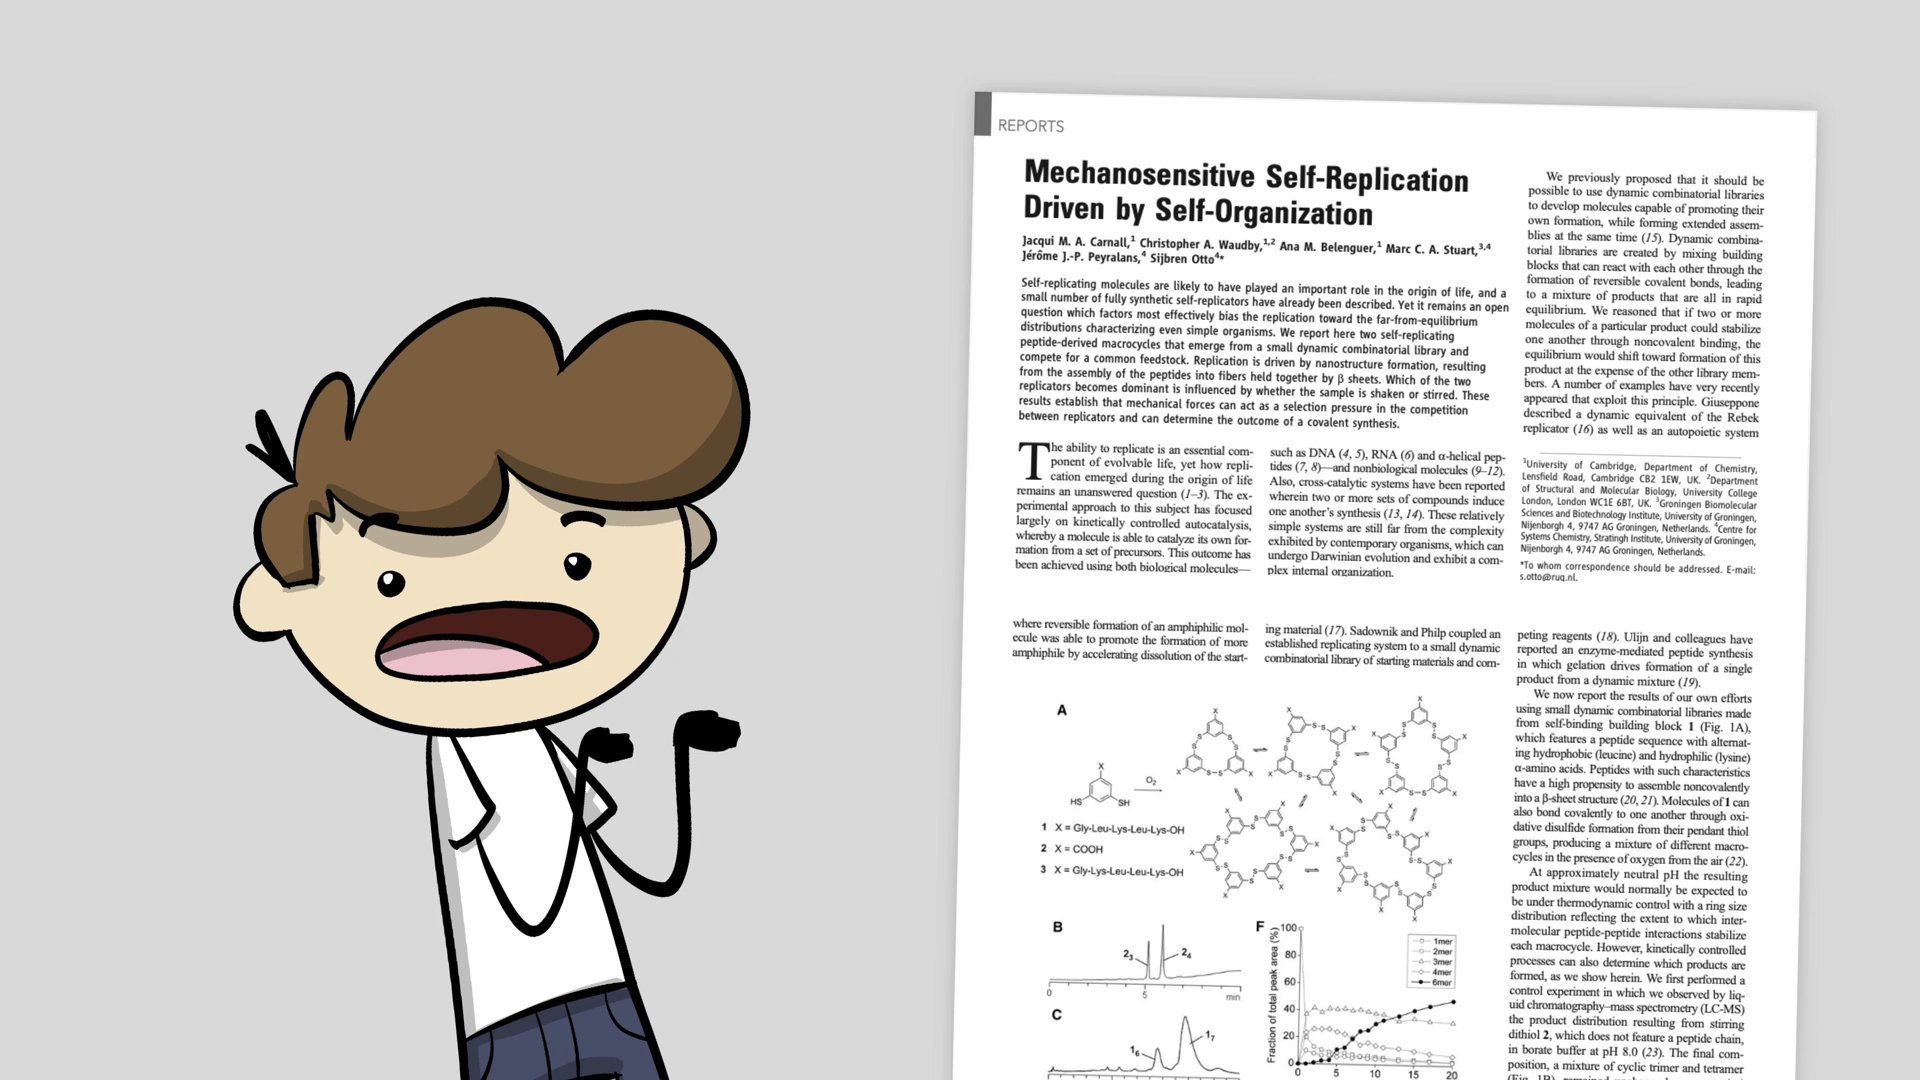 REPORTS
Mechanosensitive Self-Replication
Driven by Self-Organization
Jacqui M. A. Carnall,¹ Christopher A. Waudby,¹,² Ana M. Belenguer,¹ Marc C. A. Stuart,³,⁴
Jérôme J.-P. Peyralans,⁴ Sijbren Otto⁴*
Self-replicating molecules are likely to have played an important role in the origin of life, and a
small number of fully synthetic self-replicators have already been described. Yet it remains an open
question which factors most effectively bias the replication toward the far-from-equilibrium
distributions characterizing even simple organisms. We report here two self-replicating
peptide-derived macrocycles that emerge from a small dynamic combinatorial library and
compete for a common feedstock. Replication is driven by nanostructure formation, resulting
from the assembly of the peptides into fibers held together by β sheets. Which of the two
replicators becomes dominant is influenced by whether the sample is shaken or stirred. These
results establish that mechanical forces can act as a selection pressure in the competition
between replicators and can determine the outcome of a covalent synthesis.
The ability to replicate is an essential com-
ponent of evolvable life, yet how repli-
cation emerged during the origin of life
remains an unanswered question (1–3). The ex-
perimental approach to this subject has focused
largely on kinetically controlled autocatalysis,
whereby a molecule is able to catalyze its own for-
mation from a set of precursors. This outcome has
been achieved using both biological molecules—
such as DNA (4, 5), RNA (6) and α-helical pep-
tides (7, 8)—and nonbiological molecules (9–12).
Also, cross-catalytic systems have been reported
wherein two or more sets of compounds induce
one another's synthesis (13, 14). These relatively
simple systems are still far from the complexity
exhibited by contemporary organisms, which can
undergo Darwinian evolution and exhibit a com-
plex internal organization.
We previously proposed that it should be
possible to use dynamic combinatorial libraries
to develop molecules capable of promoting their
own formation, while forming extended assem-
blies at the same time (15). Dynamic combina-
torial libraries are created by mixing building
blocks that can react with each other through the
formation of reversible covalent bonds, leading
to a mixture of products that are all in rapid
equilibrium. We reasoned that if two or more
molecules of a particular product could stabilize
one another through noncovalent binding, the
equilibrium would shift toward formation of this
product at the expense of the other library mem-
bers. A number of examples have very recently
appeared that exploit this principle. Giuseppone
described a dynamic equivalent of the Rebek
replicator (16) as well as an autopoietic system
¹University of Cambridge, Department of Chemistry,
Lensfield Road, Cambridge CB2 1EW, UK. ²Department
of Structural and Molecular Biology, University College
London, London WC1E 6BT, UK. ³Groningen Biomolecular
Sciences and Biotechnology Institute, University of Groningen,
Nijenborgh 4, 9747 AG Groningen, Netherlands. ⁴Centre for
Systems Chemistry, Stratingh Institute, University of Groningen,
Nijenborgh 4, 9747 AG Groningen, Netherlands.
*To whom correspondence should be addressed. E-mail:
s.otto@rug.nl.
where reversible formation of an amphiphilic mol-
ecule was able to promote the formation of more
amphiphile by accelerating dissolution of the start-
ing material (17). Sadownik and Philp coupled an
established replicating system to a small dynamic
combinatorial library of starting materials and com-
peting reagents (18). Ulijn and colleagues have
reported an enzyme-mediated peptide synthesis
in which gelation drives formation of a single
product from a dynamic mixture (19).
We now report the results of our own efforts
using small dynamic combinatorial libraries made
from self-binding building block 1 (Fig. 1A),
which features a peptide sequence with alternat-
ing hydrophobic (leucine) and hydrophilic (lysine)
α-amino acids. Peptides with such characteristics
have a high propensity to assemble noncovalently
into a β-sheet structure (20, 21). Molecules of 1 can
also bond covalently to one another through oxi-
dative disulfide formation from their pendant thiol
groups, producing a mixture of different macro-
cycles in the presence of oxygen from the air (22).
At approximately neutral pH the resulting
product mixture would normally be expected to
be under thermodynamic control with a ring size
distribution reflecting the extent to which inter-
molecular peptide-peptide interactions stabilize
each macrocycle. However, kinetically controlled
processes can also determine which products are
formed, as we show herein. We first performed a
control experiment in which we observed by liq-
uid chromatography–mass spectrometry (LC-MS)
the product distribution resulting from stirring
dithiol 2, which does not feature a peptide chain,
in borate buffer at pH 8.0 (23). The final com-
position, a mixture of cyclic trimer and tetramer
A
X
HS
SH
O₂
1 X = Gly-Leu-Lys-Leu-Lys-OH
2 X = COOH
3 X = Gly-Lys-Leu-Leu-Lys-OH
B
2₃
2₄
0
5
min
C
1₆
1₇
F
Fraction of total peak area (%)
100
80
60
40
20
0
1mer
2mer
3mer
4mer
6mer
0 5 10 15 20